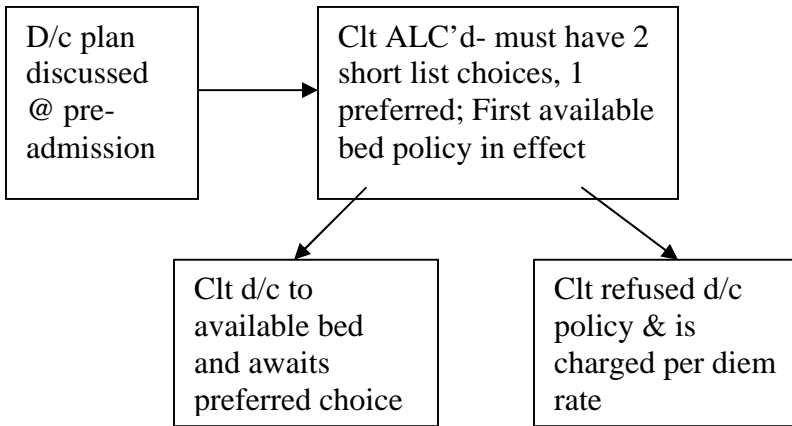 D/c plan
discussed
@ pre-
admission
Clt ALC’d- must have 2
short list choices, 1
preferred; First available
bed policy in effect
Clt d/c to
available bed
and awaits
preferred choice
Clt refused d/c
policy & is
charged per diem
rate